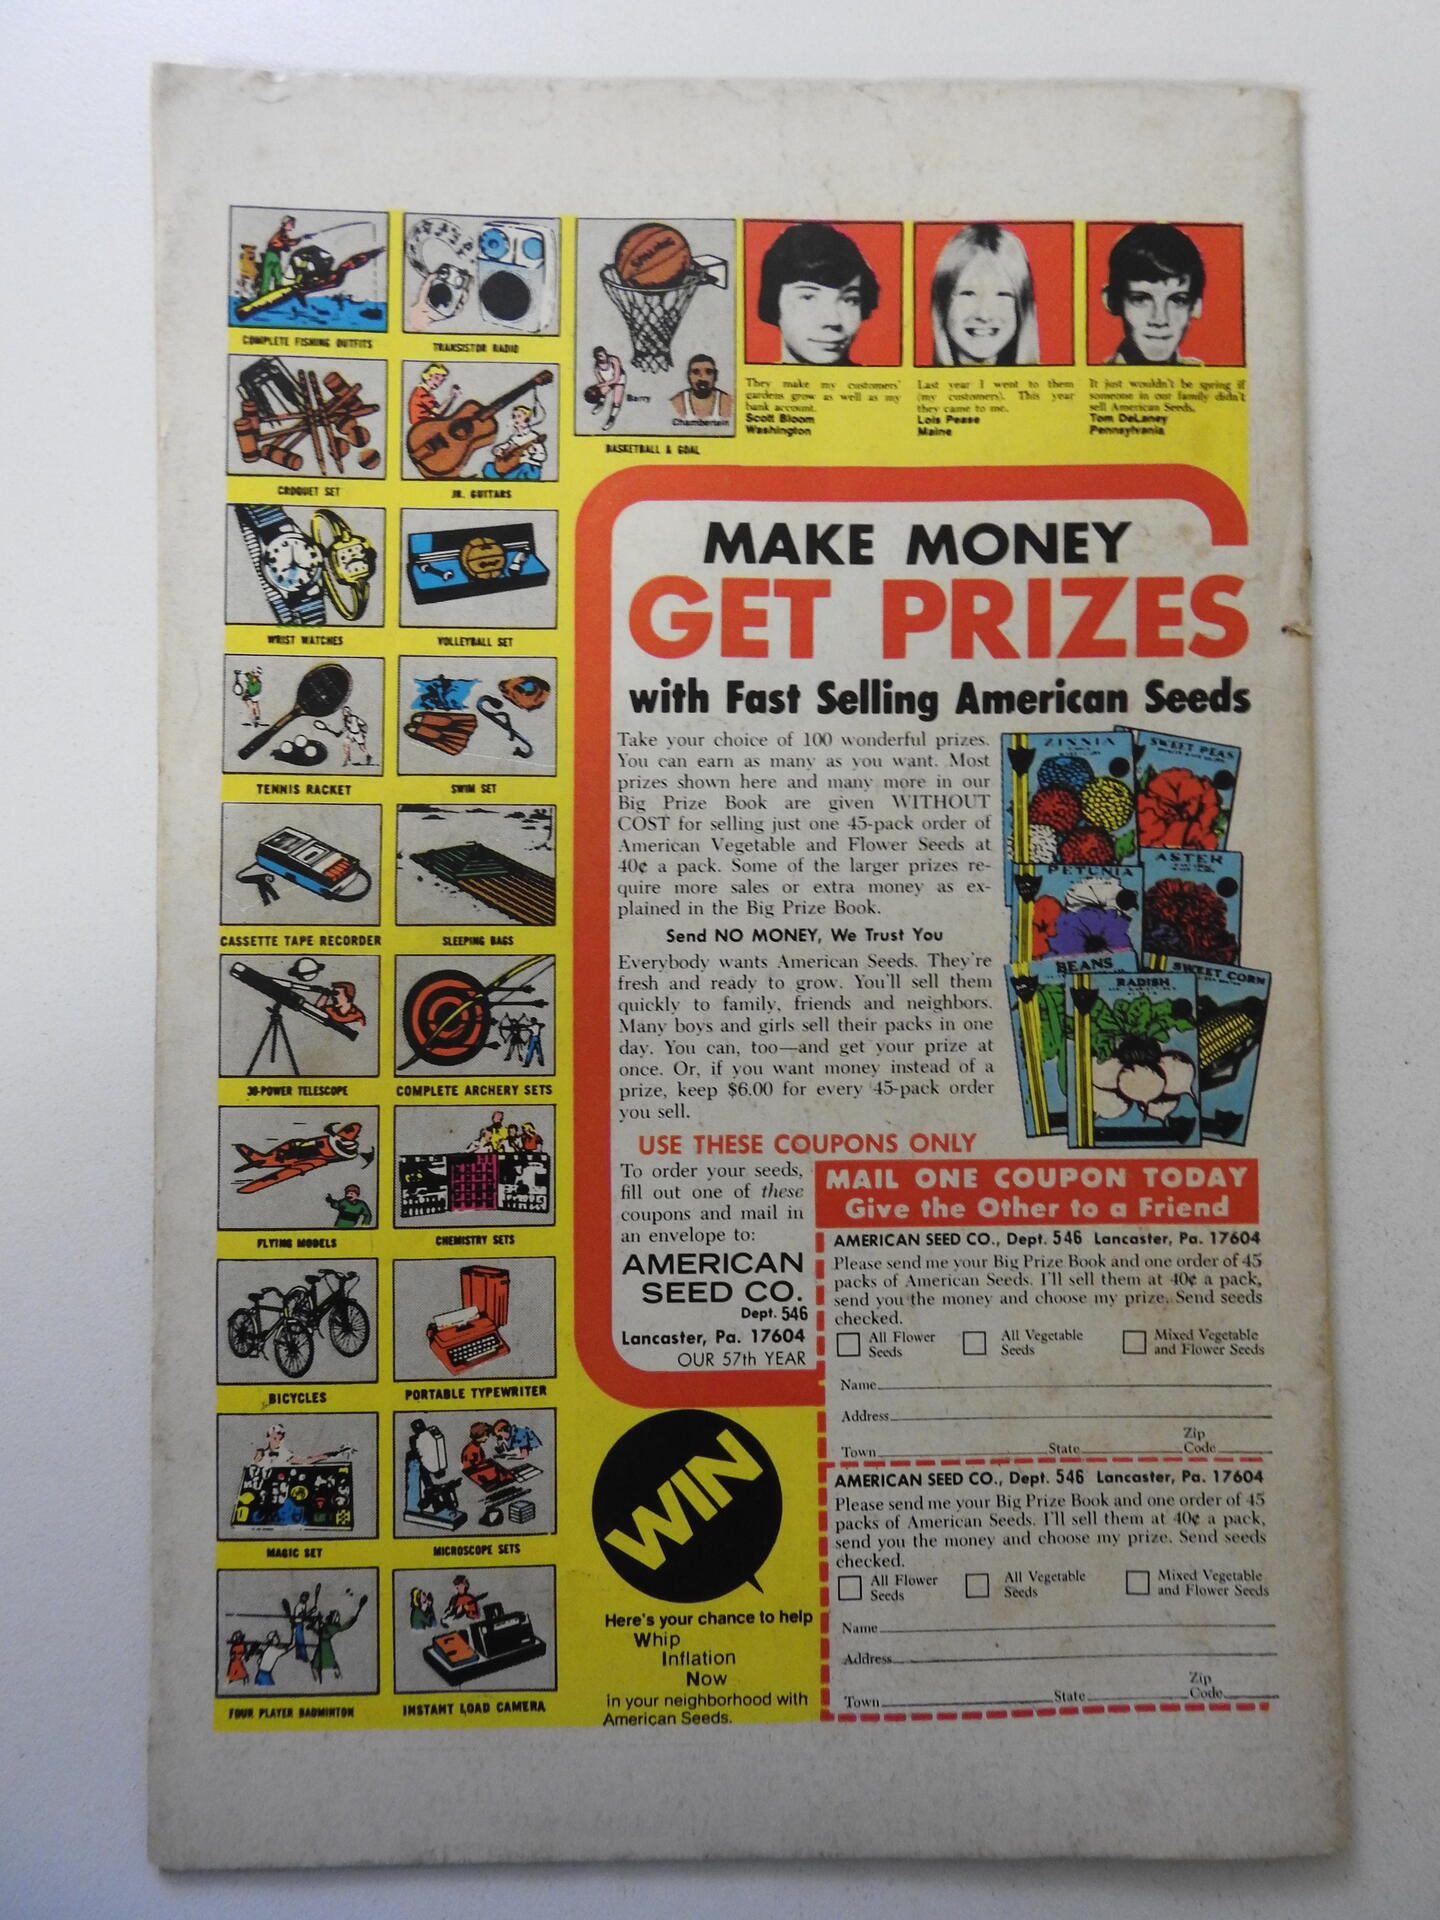 COMPLETE FISHING OUTFITS
TRANSISTOR RADIO
CROQUET SET
JR. GUITARS
WRIST WATCHES
VOLLEYBALL SET
TENNIS RACKET
SWIM SET
CASSETTE TAPE RECORDER
SLEEPING BAGS
30-POWER TELESCOPE
COMPLETE ARCHERY SETS
FLYING MODELS
CHEMISTRY SETS
BICYCLES
PORTABLE TYPEWRITER
MAGIC SET
MICROSCOPE SETS
FOUR PLAYER BADMINTON
INSTANT LOAD CAMERA
SPALDING
Barry
Chamberlain
BASKETBALL & GOAL
They make my customers'
gardens grow as well as my
bank account.
Scott Bloom
Washington
Last year I went to them
(my customers). This year
they came to me.
Lois Pease
Maine
It just wouldn't be spring if
someone in our family didn't
sell American Seeds.
Tom DeLaney
Pennsylvania
MAKE MONEY
GET PRIZES
with Fast Selling American Seeds
Take your choice of 100 wonderful prizes.
You can earn as many as you want. Most
prizes shown here and many more in our
Big Prize Book are given WITHOUT
COST for selling just one 45-pack order of
American Vegetable and Flower Seeds at
40¢ a pack. Some of the larger prizes re-
quire more sales or extra money as ex-
plained in the Big Prize Book.
Send NO MONEY, We Trust You
Everybody wants American Seeds. They're
fresh and ready to grow. You'll sell them
quickly to family, friends and neighbors.
Many boys and girls sell their packs in one
day. You can, too—and get your prize at
once. Or, if you want money instead of a
prize, keep $6.00 for every 45-pack order
you sell.
ZINNIA
SWEET PEAS
PETUNIA
ASTER
BEANS
RADISH
SWEET CORN
USE THESE COUPONS ONLY
To order your seeds,
fill out one of these
coupons and mail in
an envelope to:
AMERICAN
SEED CO.
Dept. 546
Lancaster, Pa. 17604
OUR 57th YEAR
MAIL ONE COUPON TODAY
Give the Other to a Friend
AMERICAN SEED CO., Dept. 546 Lancaster, Pa. 17604
Please send me your Big Prize Book and one order of 45
packs of American Seeds. I'll sell them at 40¢ a pack,
send you the money and choose my prize. Send seeds
checked.
All Flower Seeds
All Vegetable Seeds
Mixed Vegetable and Flower Seeds
Name
Address
Town State Zip Code
AMERICAN SEED CO., Dept. 546 Lancaster, Pa. 17604
Please send me your Big Prize Book and one order of 45
packs of American Seeds. I'll sell them at 40¢ a pack,
send you the money and choose my prize. Send seeds
checked.
All Flower Seeds
All Vegetable Seeds
Mixed Vegetable and Flower Seeds
Name
Address
Town State Zip Code
WIN
Here's your chance to help
Whip
Inflation
Now
in your neighborhood with
American Seeds.